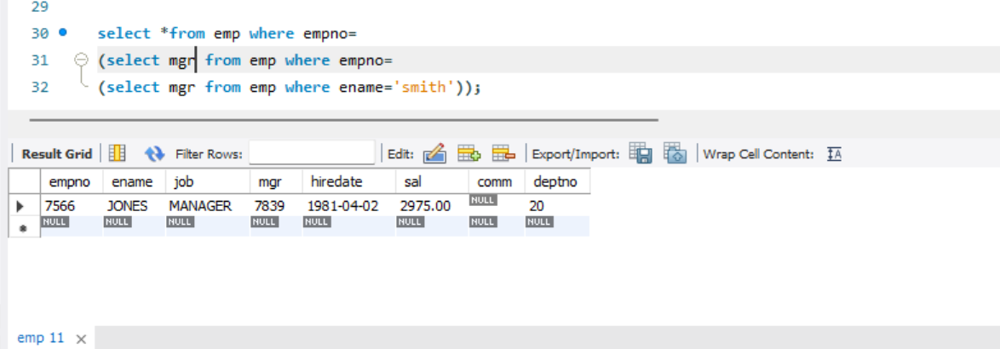 29
30 select *from emp where empno=
31 (select mgr from emp where empno=
32 (select mgr from emp where ename='smith'));
Result Grid Filter Rows: Edit: Export/Import: Wrap Cell Content: IA
empno ename job mgr hiredate sal comm deptno
7566 JONES MANAGER 7839 1981-04-02 2975.00 NULL 20
NULL NULL NULL NULL NULL NULL NULL NULL
emp 11